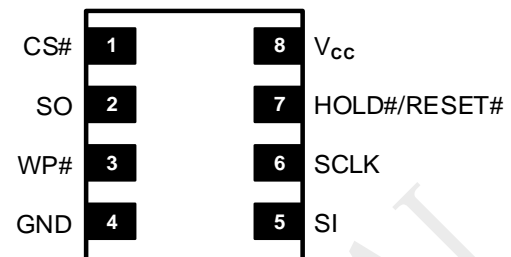 CS# 1 8 Vcc
SO 2 7 HOLD#/RESET#
WP# 3 6 SCLK
GND 4 5 SI